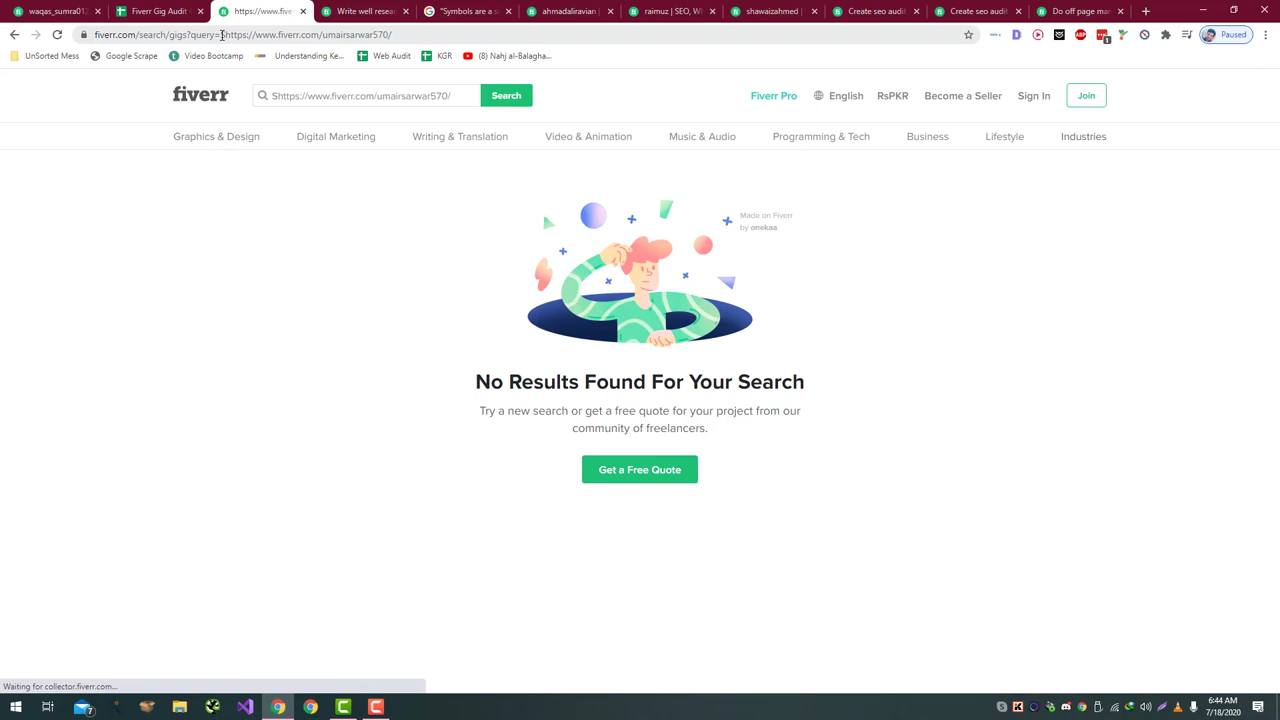 waqas_sumra012
Fiverr Gig Audit
https://www.five
Write well resea
"Symbols are a s
ahmadaliravian |
raimuz | SEO, W
shawaizahmed |
Create seo audit
Create seo audit
Do off page man
fiverr.com/search/gigs?query=Shttps://www.fiverr.com/umairsarwar570/
Paused
UnSorted Mess
Google Scrape
Video Bootcamp
Understanding Ke...
Web Audit
KGR
(8) Nahj al-Balagha...
fiverr
Shttps://www.fiverr.com/umairsarwar570/
Search
Fiverr Pro
English
RsPKR
Become a Seller
Sign In
Join
Graphics & Design
Digital Marketing
Writing & Translation
Video & Animation
Music & Audio
Programming & Tech
Business
Lifestyle
Industries
Made on Fiverr
by onekaa
No Results Found For Your Search
Try a new search or get a free quote for your project from our
community of freelancers.
Get a Free Quote
Waiting for collector.fiverr.com...
7
6:44 AM
7/18/2020